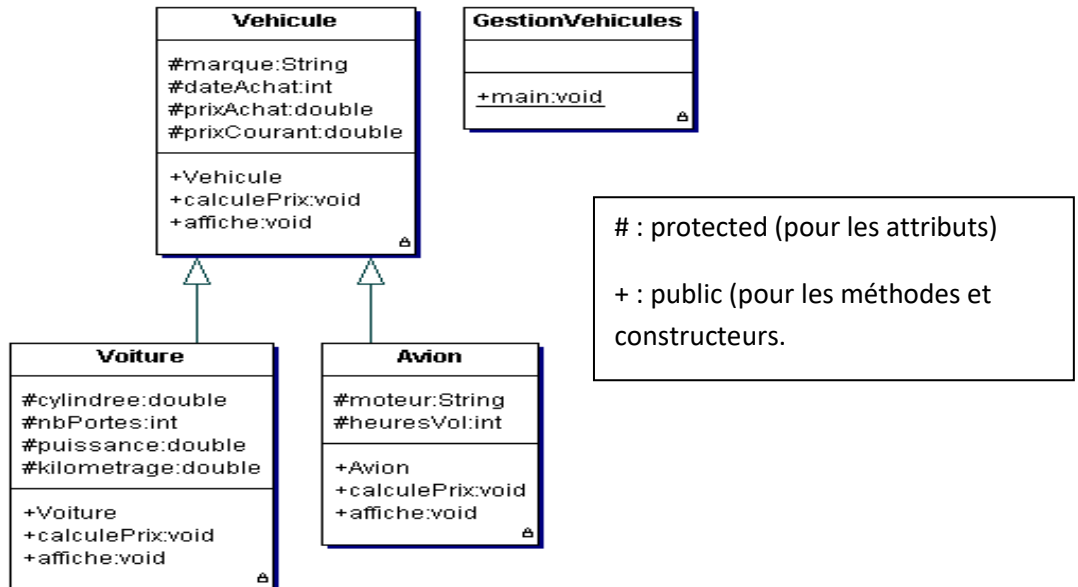 Vehicule
#marque:String
#dateAchat:int
#prixAchat:double
#prixCourant:double
+Vehicule
+calculePrix:void
+affiche:void
GestionVehicules
+main:void
# : protected (pour les attributs)
+ : public (pour les méthodes et
constructeurs.
Voiture
#cylindree:double
#nbPortes:int
#puissance:double
#kilometrage:double
+Voiture
+calculePrix:void
+affiche:void
Avion
#moteur:String
#heuresVol:int
+Avion
+calculePrix:void
+affiche:void